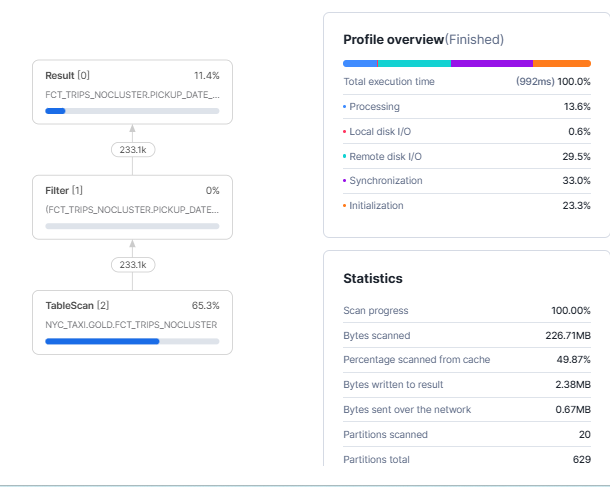 Result [0] 11.4%
FCT_TRIPS_NOCLUSTER.PICKUP_DATE_...
233.1k
Filter [1] 0%
(FCT_TRIPS_NOCLUSTER.PICKUP_DATE...
233.1k
TableScan [2] 65.3%
NYC_TAXI.GOLD.FCT_TRIPS_NOCLUSTER
Profile overview(Finished)
Total execution time (992ms) 100.0%
Processing 13.6%
Local disk I/O 0.6%
Remote disk I/O 29.5%
Synchronization 33.0%
Initialization 23.3%
Statistics
Scan progress 100.00%
Bytes scanned 226.71MB
Percentage scanned from cache 49.87%
Bytes written to result 2.38MB
Bytes sent over the network 0.67MB
Partitions scanned 20
Partitions total 629